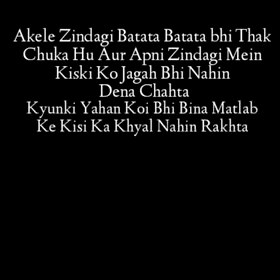 Akele Zindagi Batata Batata bhi Thak
Chuka Hu Aur Apni Zindagi Mein
Kiski Ko Jagah Bhi Nahin
Dena Chahta
Kyunki Yahan Koi Bhi Bina Matlab
Ke Kisi Ka Khyal Nahin Rakhta